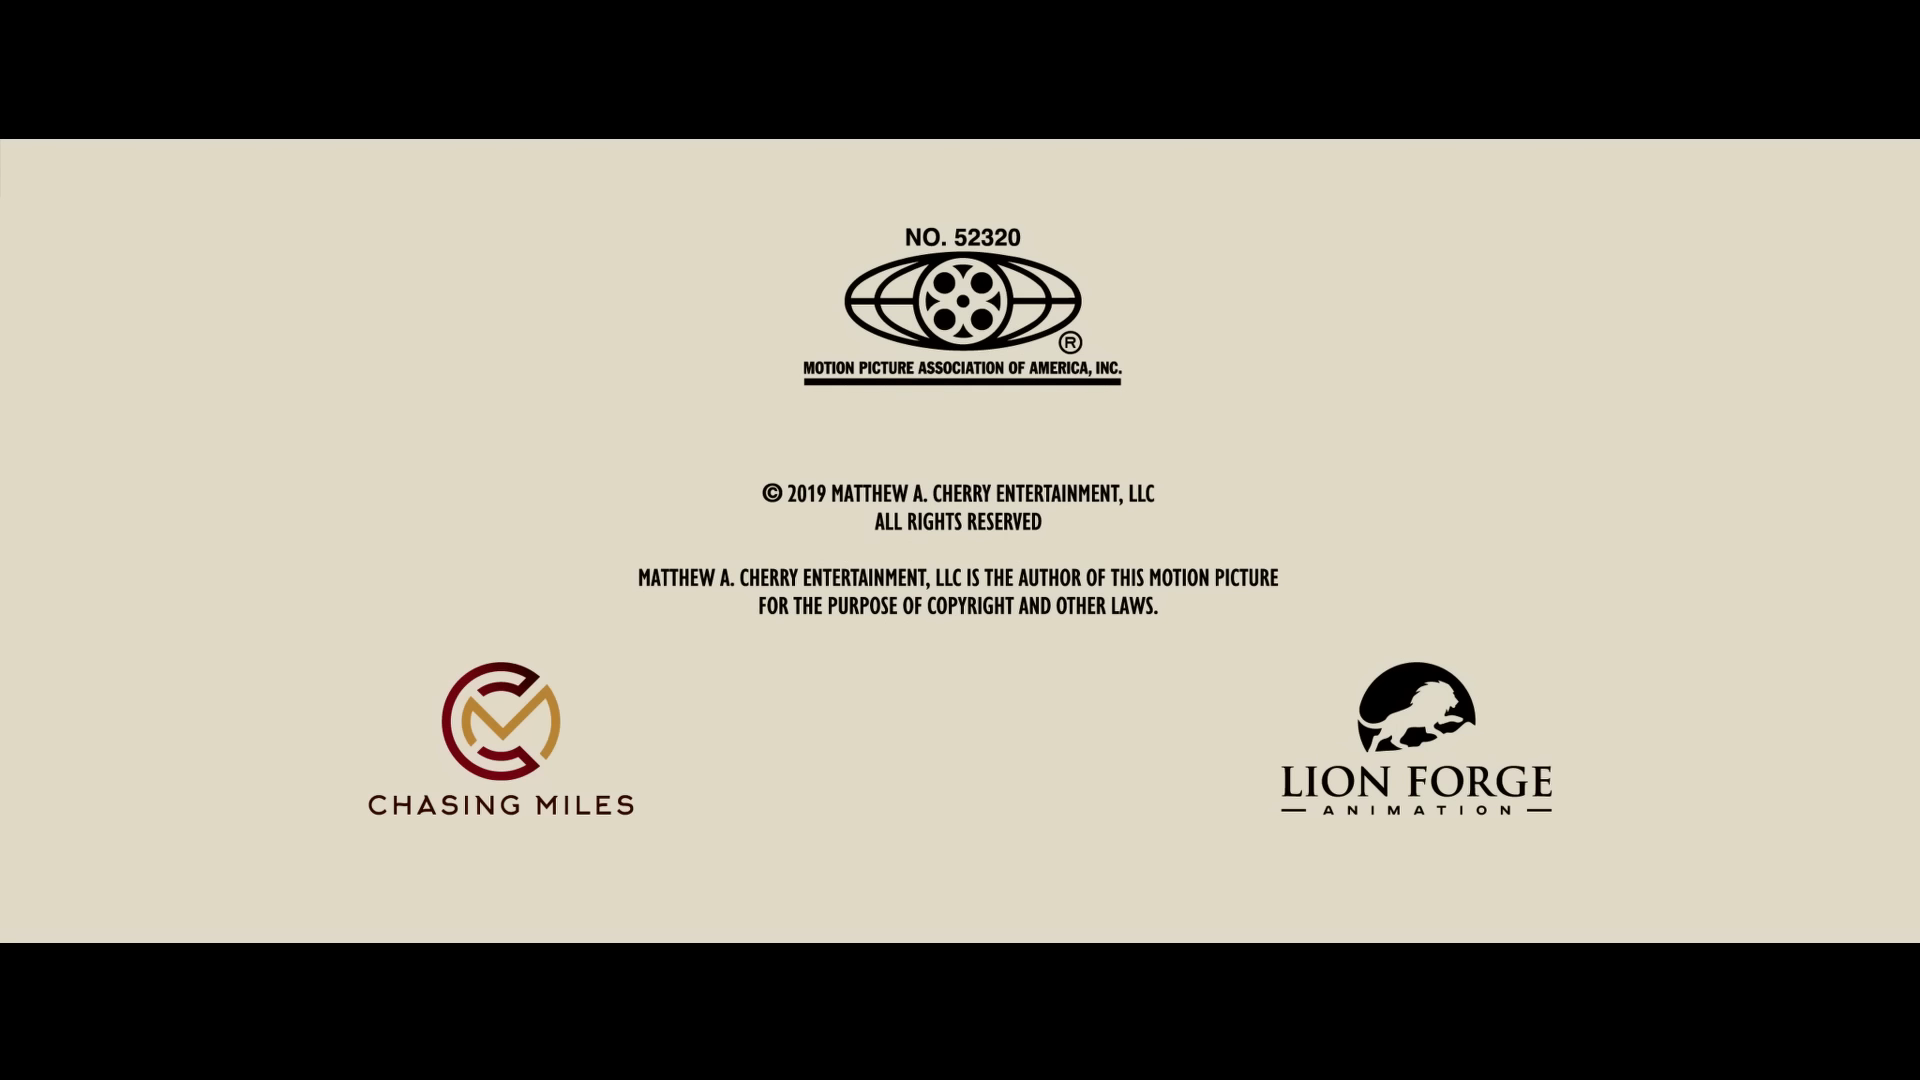 NO. 52320
®
MOTION PICTURE ASSOCIATION OF AMERICA, INC.
© 2019 MATTHEW A. CHERRY ENTERTAINMENT, LLC
ALL RIGHTS RESERVED
MATTHEW A. CHERRY ENTERTAINMENT, LLC IS THE AUTHOR OF THIS MOTION PICTURE
FOR THE PURPOSE OF COPYRIGHT AND OTHER LAWS.
CHASING MILES
LION FORGE
ANIMATION